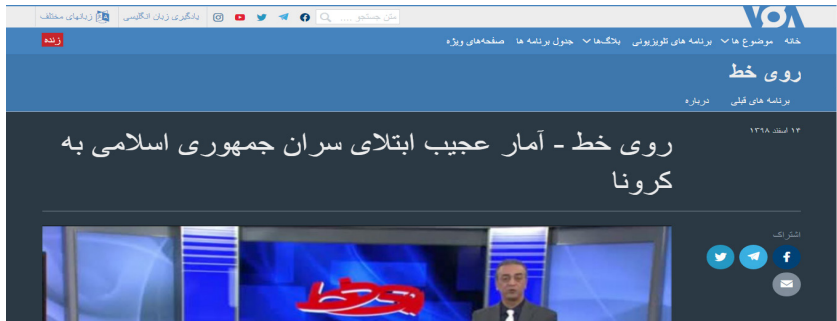 VOA
متن جستجو ....
یادگیری زبان انگلیسی
زبانهای مختلف
خانه موضوع ها برنامه های تلویزیونی بلاگ‌ها جدول برنامه ها صفحه‌های ویژه
زنده
روی خط
برنامه های قبلی درباره
۱۴ اسفند ۱۳۹۸
روی خط - آمار عجیب ابتلای سران جمهوری اسلامی به
کرونا
اشتراک
روی خط